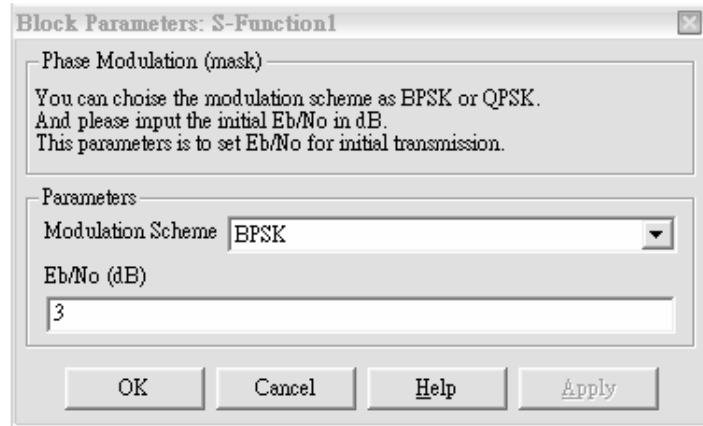 Block Parameters: S-Function1
Phase Modulation (mask)
You can choise the modulation scheme as BPSK or QPSK.
And please input the initial Eb/No in dB.
This parameters is to set Eb/No for initial transmission.
Parameters
Modulation Scheme BPSK
Eb/No (dB)
3
OK Cancel Help Apply